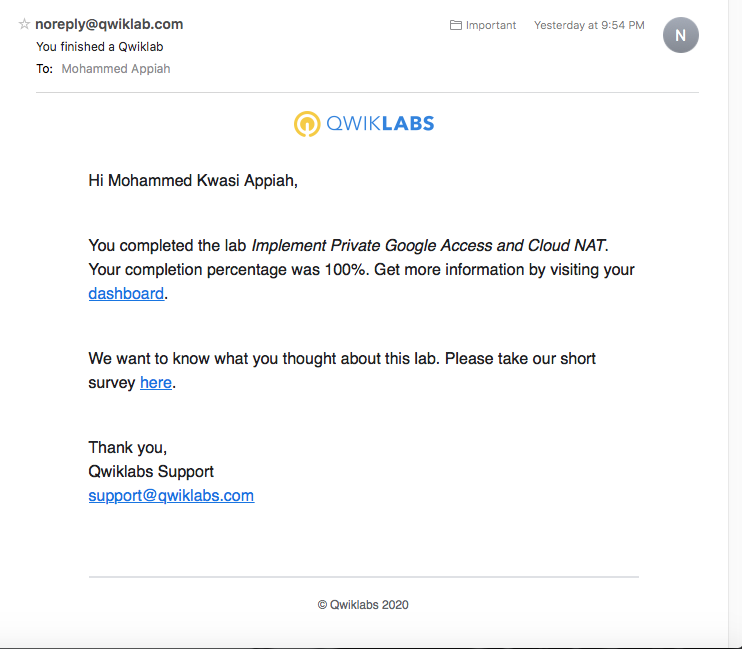 noreply@qwiklab.com
Important
Yesterday at 9:54 PM
N
You finished a Qwiklab
To: Mohammed Appiah
QWIKLABS
Hi Mohammed Kwasi Appiah,
You completed the lab Implement Private Google Access and Cloud NAT.
Your completion percentage was 100%. Get more information by visiting your
dashboard.
We want to know what you thought about this lab. Please take our short
survey here.
Thank you,
Qwiklabs Support
support@qwiklabs.com
© Qwiklabs 2020